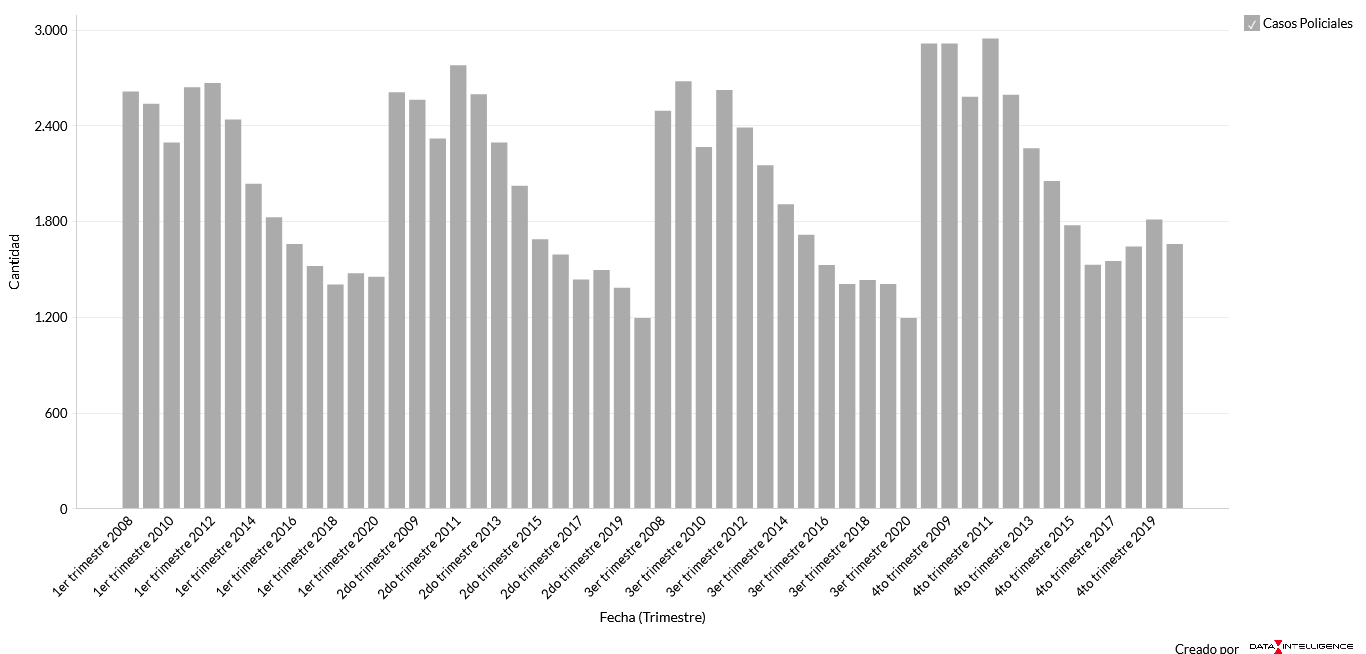 Casos Policiales
3.000
2.400
1.800
1.200
600
0
Cantidad
1er trimestre 2008
1er trimestre 2010
1er trimestre 2012
1er trimestre 2014
1er trimestre 2016
1er trimestre 2018
1er trimestre 2020
2do trimestre 2009
2do trimestre 2011
2do trimestre 2013
2do trimestre 2015
2do trimestre 2017
2do trimestre 2019
3er trimestre 2008
3er trimestre 2010
3er trimestre 2012
3er trimestre 2014
3er trimestre 2016
3er trimestre 2018
3er trimestre 2020
4to trimestre 2009
4to trimestre 2011
4to trimestre 2013
4to trimestre 2015
4to trimestre 2017
4to trimestre 2019
Fecha (Trimestre)
Creado por DATA INTELLIGENCE